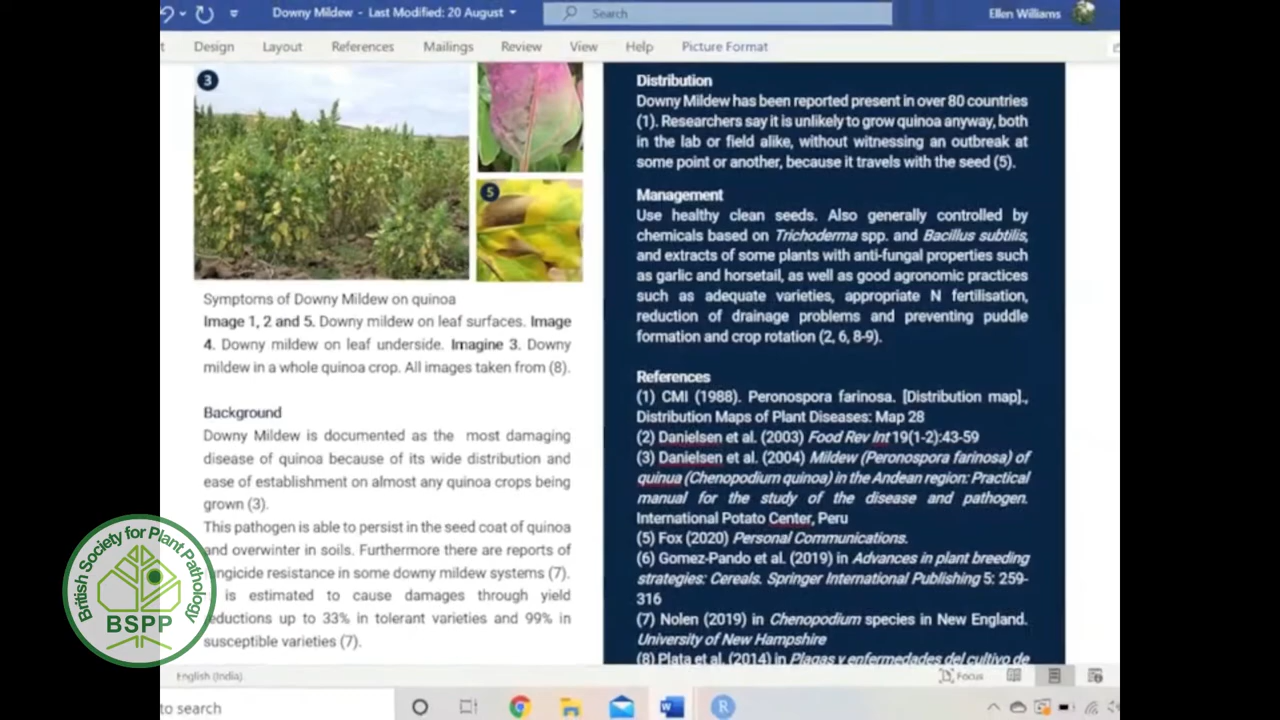 Downy Mildew - Last Modified: 20 August
Search
Ellen Williams
Design Layout References Mailings Review View Help Picture Format
3
5
Symptoms of Downy Mildew on quinoa
Image 1, 2 and 5. Downy mildew on leaf surfaces. Image
4. Downy mildew on leaf underside. Imagine 3. Downy
mildew in a whole quinoa crop. All images taken from (8).
Background
Downy Mildew is documented as the most damaging
disease of quinoa because of its wide distribution and
ease of establishment on almost any quinoa crops being
grown (3).
This pathogen is able to persist in the seed coat of quinoa
and overwinter in soils. Furthermore there are reports of
ungicide resistance in some downy mildew systems (7).
is estimated to cause damages through yield
eductions up to 33% in tolerant varieties and 99% in
susceptible varieties (7).
Distribution
Downy Mildew has been reported present in over 80 countries
(1). Researchers say it is unlikely to grow quinoa anyway, both
in the lab or field alike, without witnessing an outbreak at
some point or another, because it travels with the seed (5).
Management
Use healthy clean seeds. Also generally controlled by
chemicals based on Trichoderma spp. and Bacillus subtilis,
and extracts of some plants with anti-fungal properties such
as garlic and horsetail, as well as good agronomic practices
such as adequate varieties, appropriate N fertilisation,
reduction of drainage problems and preventing puddle
formation and crop rotation (2, 6, 8-9).
References
(1) CMI (1988). Peronospora farinosa. [Distribution map].,
Distribution Maps of Plant Diseases: Map 28
(2) Danielsen et al. (2003) Food Rev Int 19(1-2):43-59
(3) Danielsen et al. (2004) Mildew (Peronospora farinosa) of
quinua (Chenopodium quinoa) in the Andean region: Practical
manual for the study of the disease and pathogen.
International Potato Center, Peru
(5) Fox (2020) Personal Communications.
(6) Gomez-Pando et al. (2019) in Advances in plant breeding
strategies: Cereals. Springer International Publishing 5: 259-
316
(7) Nolen (2019) in Chenopodium species in New England.
University of New Hampshire
(8) Plata et al. (2014) in Plagas y enfermedades del cultivo de
British Society for Plant Pathology
BSPP
English (India)
Focus
to search